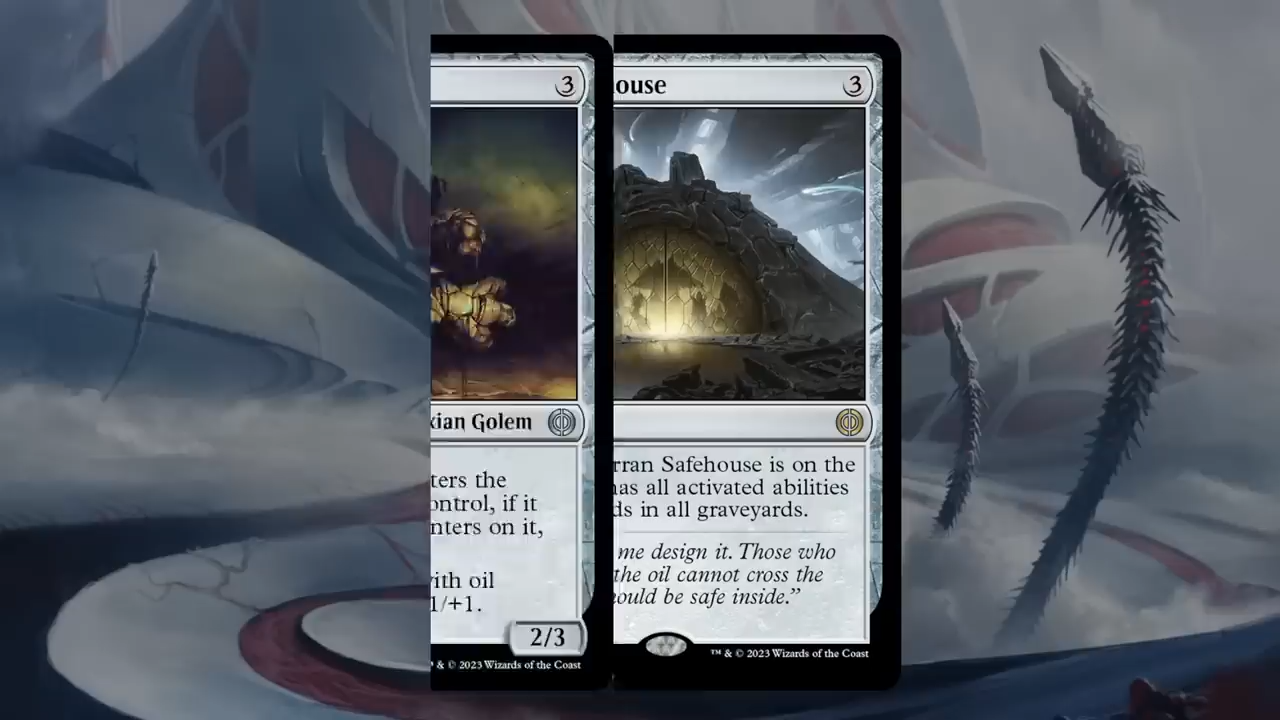 3
kian Golem
ters the
ontrol, if it
nters on it,
with oil
1/+1.
2/3
& © 2023 Wizards of the Coast
ouse
3
rran Safehouse is on the
has all activated abilities
ds in all graveyards.
me design it. Those who
the oil cannot cross the
ould be safe inside.”
™ & © 2023 Wizards of the Coast